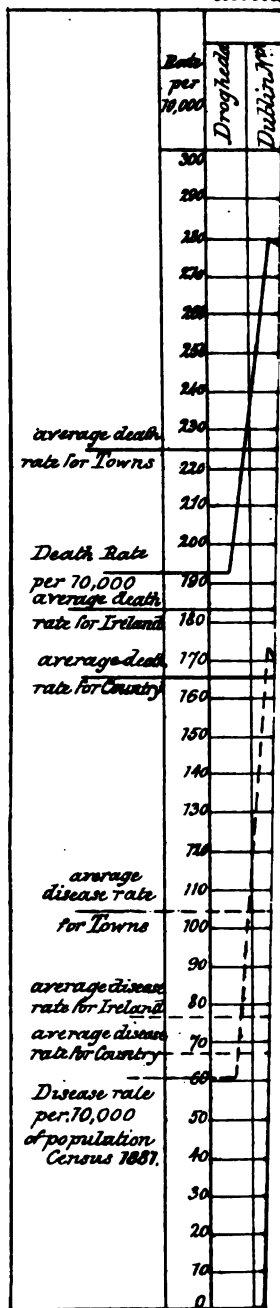 Rate
per
10,000
Drogheda
Dublin Nth
300
290
280
270
260
250
240
230
average death
rate for Towns
220
210
200
Death Rate
per 10,000
190
average death
rate for Ireland
180
170
average death
rate for Country
160
150
140
130
120
average
disease rate
for Towns
110
100
90
average disease
rate for Ireland
80
average disease
rate for Country
70
60
Disease rate
per 10,000
of population
Census 1881.
50
40
30
20
10
0